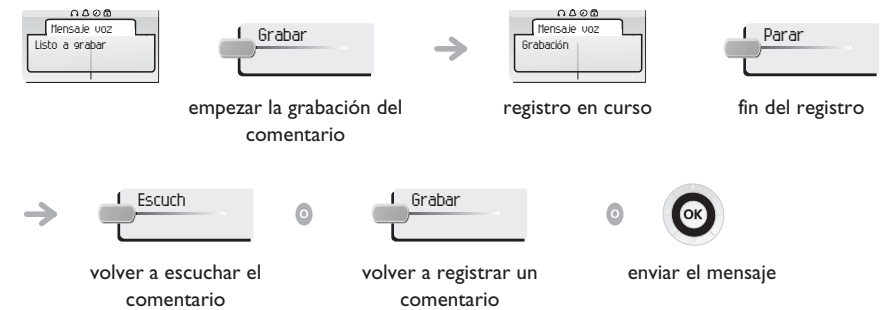 Mensaje voz
Listo a grabar
Grabar
empezar la grabación del
comentario
Mensaje voz
Grabación
registro en curso
Parar
fin del registro
Escuch
volver a escuchar el
comentario
o
Grabar
volver a registrar un
comentario
o
OK
enviar el mensaje